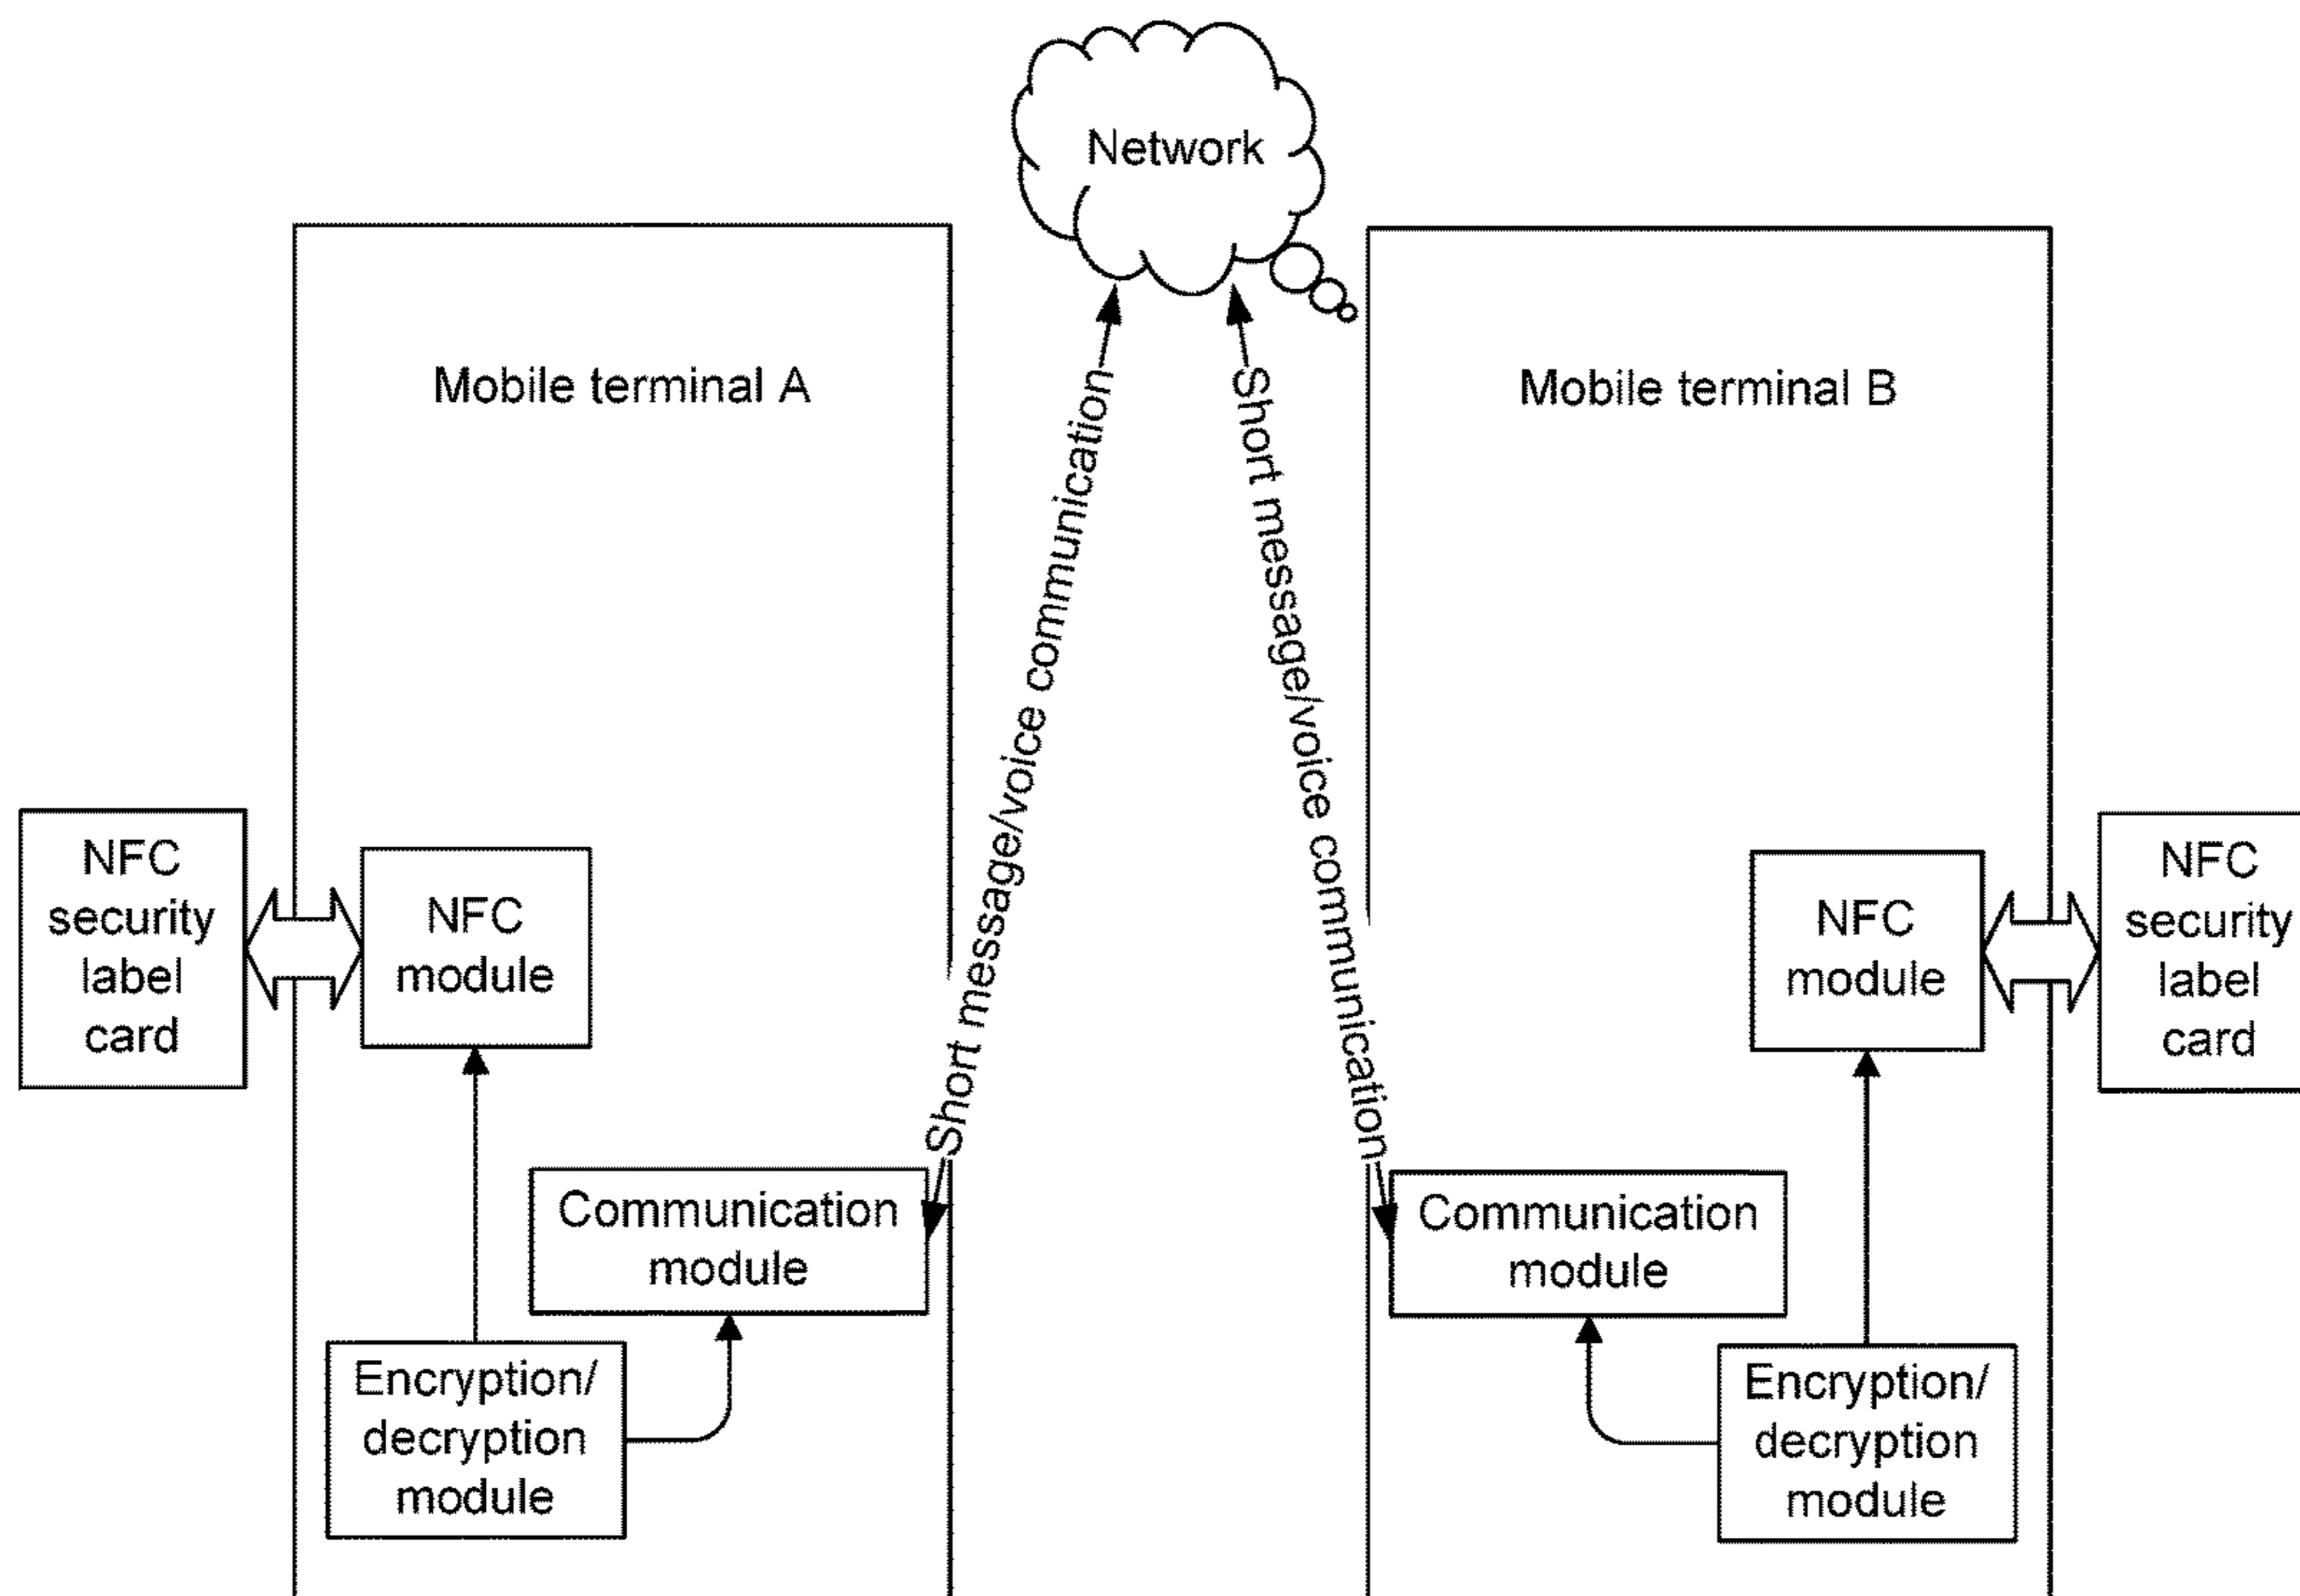 Network
Mobile terminal A
Mobile terminal B
Short message/voice communication
Short message/voice communication
NFC
security
label
card
NFC
module
NFC
module
NFC
security
label
card
Communication
module
Communication
module
Encryption/
decryption
module
Encryption/
decryption
module